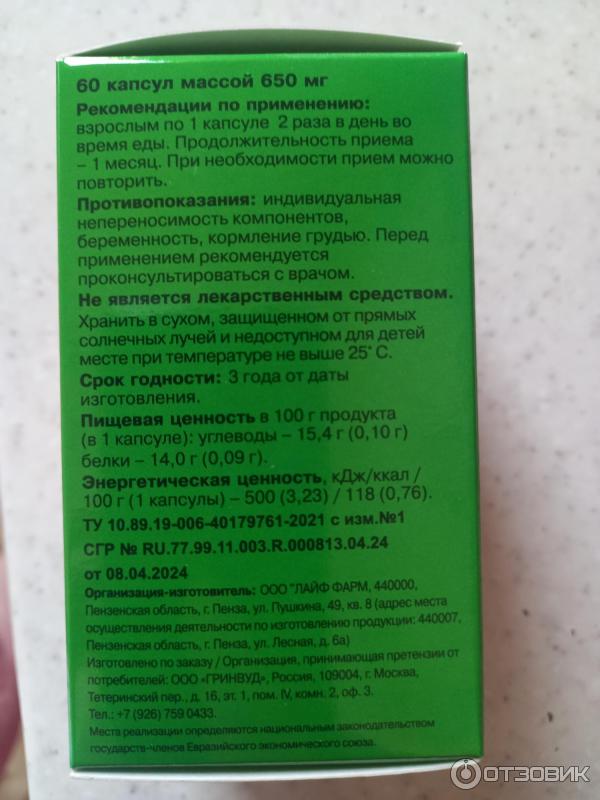 60 капсул массой 650 мг
Рекомендации по применению:
взрослым по 1 капсуле 2 раза в день во
время еды. Продолжительность приема
– 1 месяц. При необходимости прием можно
повторить.
Противопоказания: индивидуальная
непереносимость компонентов,
беременность, кормление грудью. Перед
применением рекомендуется
проконсультироваться с врачом.
Не является лекарственным средством.
Хранить в сухом, защищенном от прямых
солнечных лучей и недоступном для детей
месте при температуре не выше 25°С.
Срок годности: 3 года от даты
изготовления.
Пищевая ценность в 100 г продукта
(в 1 капсуле): углеводы – 15,4 г (0,10 г)
белки – 14,0 г (0,09 г).
Энергетическая ценность, кДж/ккал /
100 г (1 капсулы) – 500 (3,23) / 118 (0,76).
ТУ 10.89.19-006-40179761-2021 с изм.№1
СГР № RU.77.99.11.003.R.000813.04.24
от 08.04.2024
Организация-изготовитель: ООО "ЛАЙФ ФАРМ, 440000,
Пензенская область, г. Пенза, ул. Пушкина, 49, кв. 8 (адрес места
осуществления деятельности по изготовлению продукции: 440007,
Пензенская область, г. Пенза, ул. Лесная, д. 6а)
Изготовлено по заказу / Организация, принимающая претензии от
потребителей: ООО «ГРИНВУД», Россия, 109004, г. Москва,
Тетеринский пер., д. 16, эт. 1, пом. IV, комн. 2, оф. 3.
Тел.: +7 (926) 759 0433.
Места реализации определяются национальным законодательством
государств-членов Евразийского экономического союза.
ОТЗОВИК